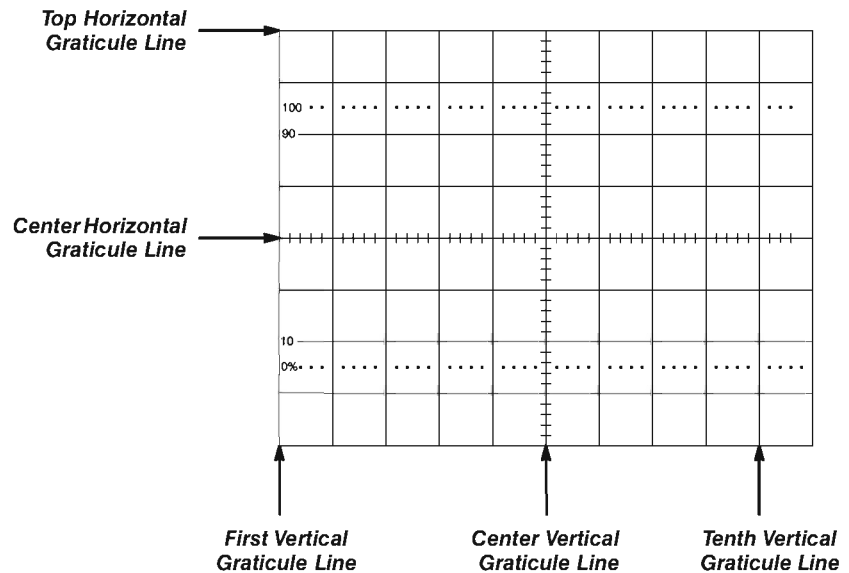 Top Horizontal
Graticule Line
100
90
Center Horizontal
Graticule Line
10
0%
First Vertical
Graticule Line
Center Vertical
Graticule Line
Tenth Vertical
Graticule Line